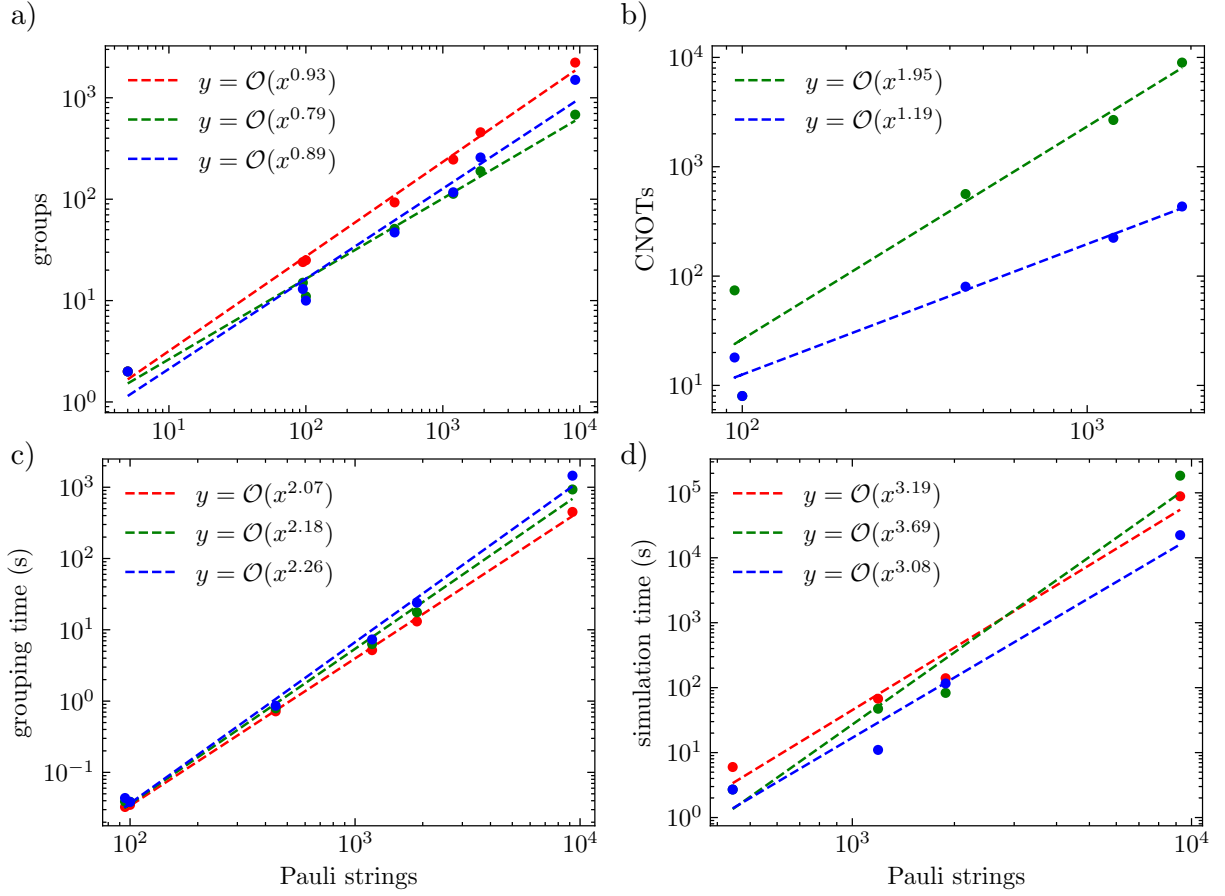 a)
y = 𝒪(x^0.93)
y = 𝒪(x^0.79)
y = 𝒪(x^0.89)
groups
10^3
10^2
10^1
10^0
10^1 10^2 10^3 10^4
b)
y = 𝒪(x^1.95)
y = 𝒪(x^1.19)
CNOTs
10^4
10^3
10^2
10^1
10^2 10^3
c)
y = 𝒪(x^2.07)
y = 𝒪(x^2.18)
y = 𝒪(x^2.26)
grouping time (s)
10^3
10^2
10^1
10^0
10^−1
10^2 10^3 10^4
Pauli strings
d)
y = 𝒪(x^3.19)
y = 𝒪(x^3.69)
y = 𝒪(x^3.08)
simulation time (s)
10^5
10^4
10^3
10^2
10^1
10^0
10^3 10^4
Pauli strings